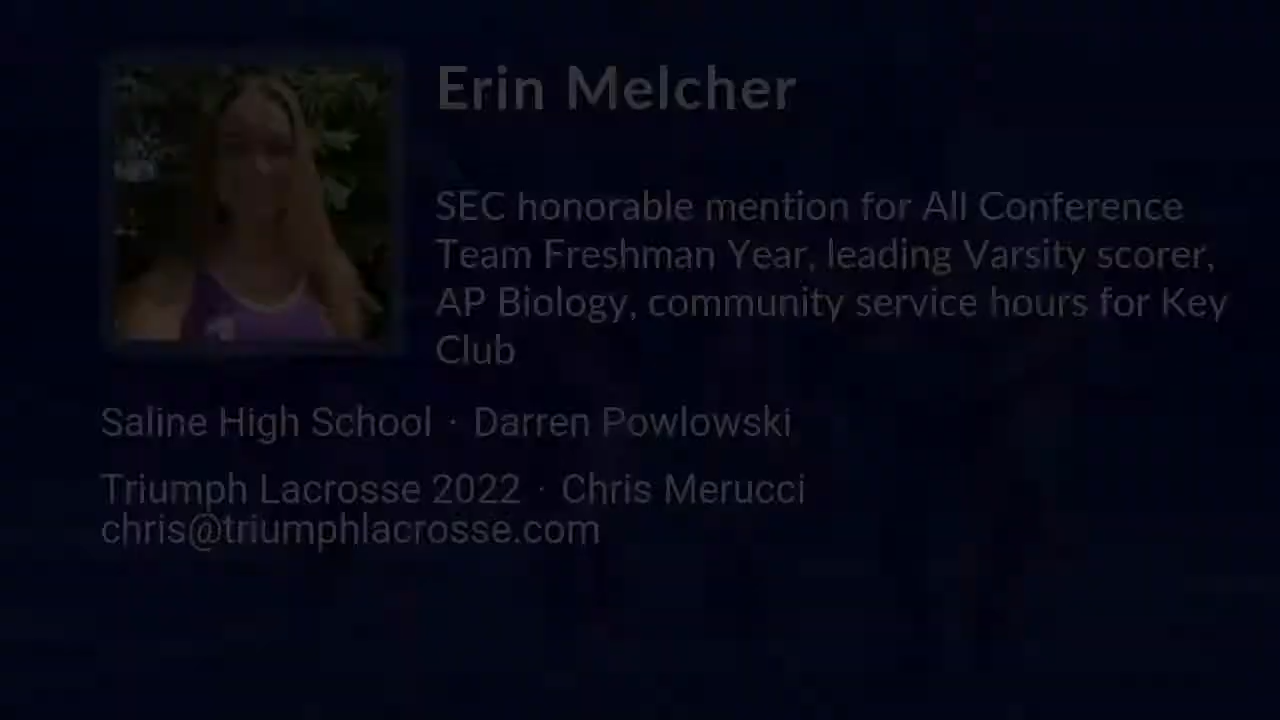 Erin Melcher
SEC honorable mention for All Conference
Team Freshman Year, leading Varsity scorer,
AP Biology, community service hours for Key
Club
Saline High School · Darren Powlowski
Triumph Lacrosse 2022 · Chris Merucci
chris@triumphlacrosse.com